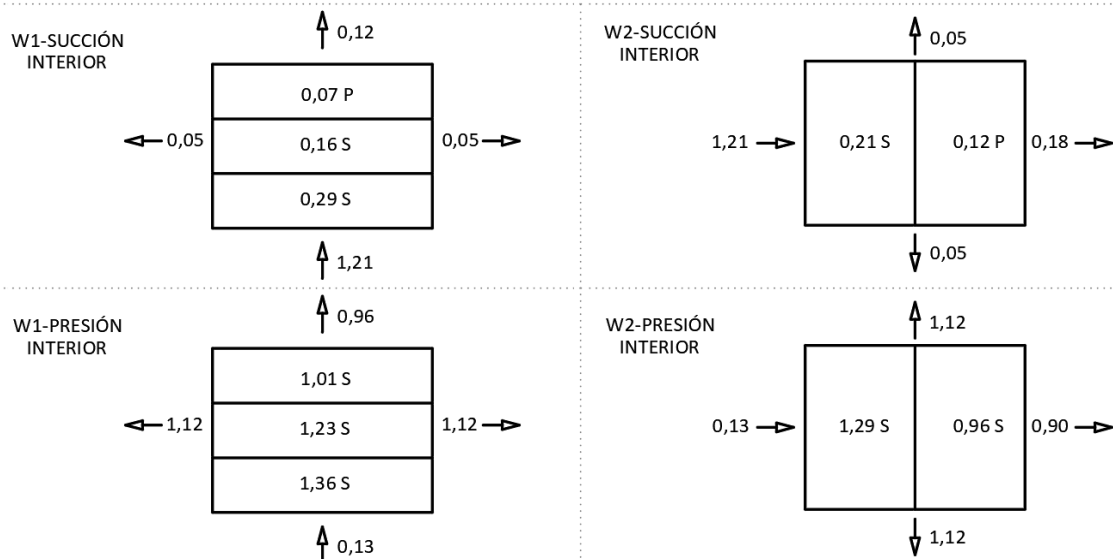 W1-SUCCIÓN
INTERIOR
0,12
0,07 P
0,05
0,16 S
0,05
0,29 S
1,21
W2-SUCCIÓN
INTERIOR
0,05
1,21
0,21 S
0,12 P
0,18
0,05
W1-PRESIÓN
INTERIOR
0,96
1,01 S
1,12
1,23 S
1,12
1,36 S
0,13
W2-PRESIÓN
INTERIOR
1,12
0,13
1,29 S
0,96 S
0,90
1,12